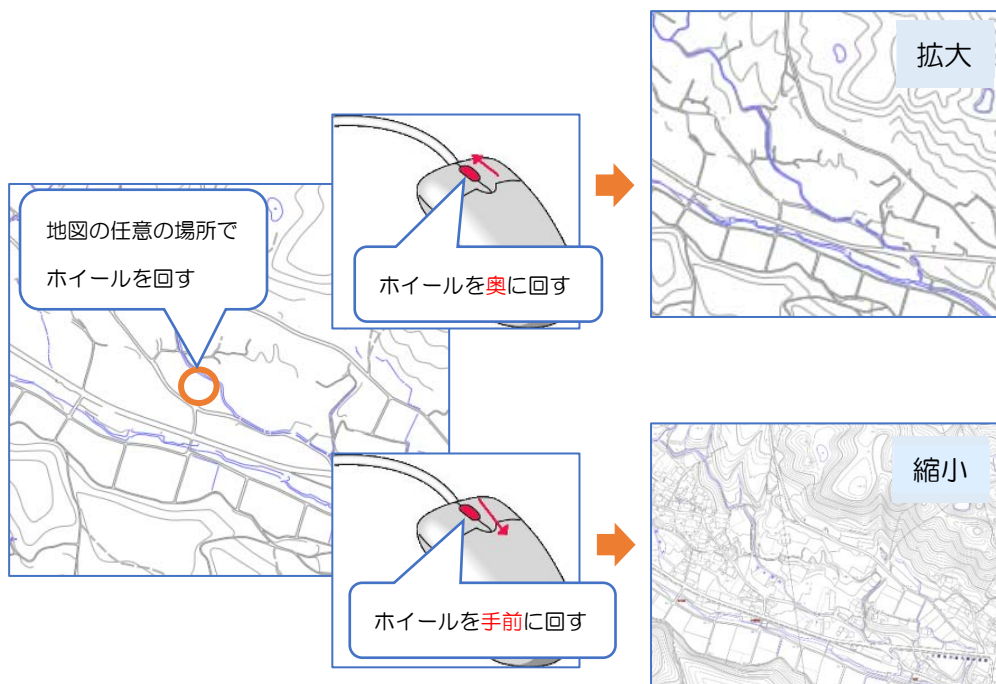 地図の任意の場所で
ホイールを回す
ホイールを奥に回す
拡大
ホイールを手前に回す
縮小